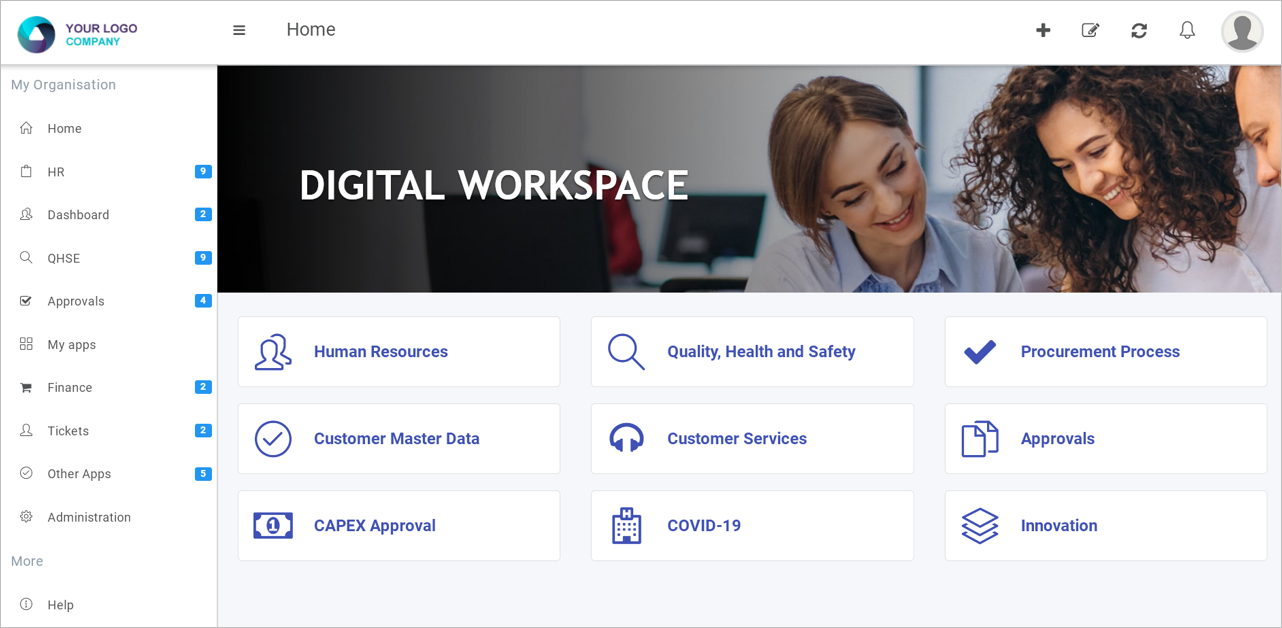 YOUR LOGO
COMPANY
Home
My Organisation
Home
HR 9
Dashboard 2
QHSE 9
Approvals 4
My apps
Finance 2
Tickets 2
Other Apps 5
Administration
More
Help
DIGITAL WORKSPACE
Human Resources
Quality, Health and Safety
Procurement Process
Customer Master Data
Customer Services
Approvals
1
CAPEX Approval
H
COVID-19
Innovation